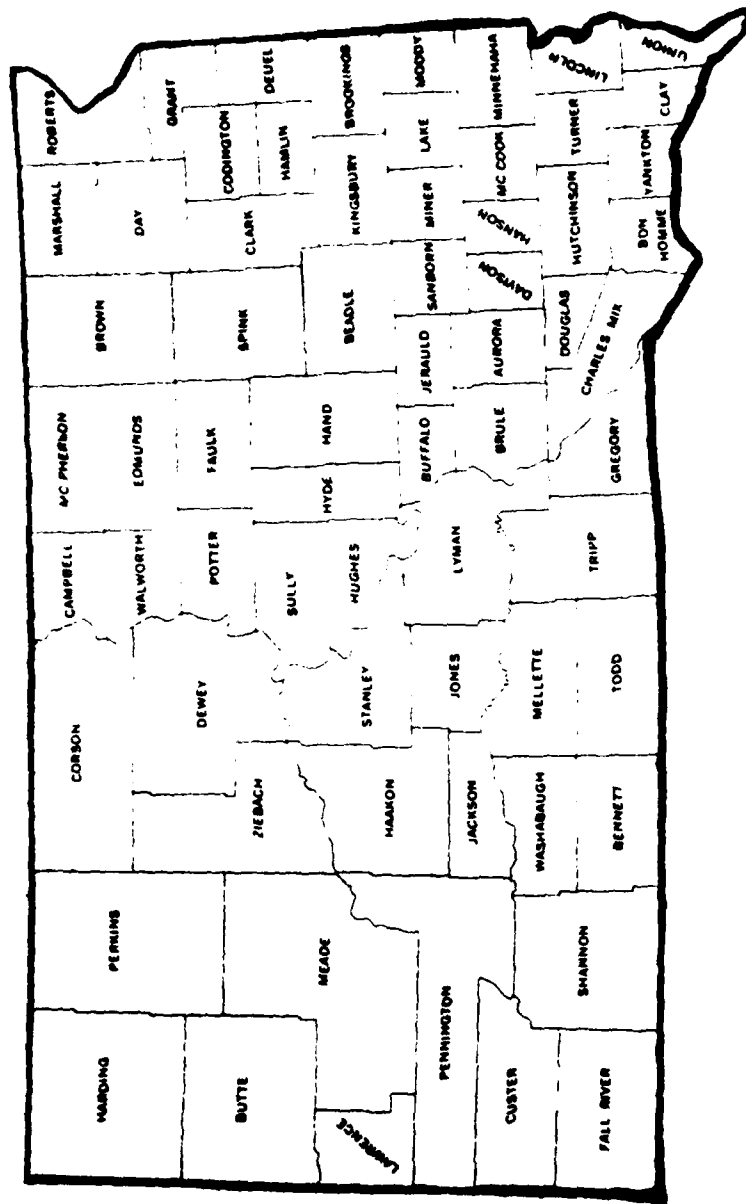 HARDING
PERKINS
CORSON
CAMPBELL
MC PHERSON
BROWN
MARSHALL
ROBERTS
WALWORTH
EDMUNDS
DAY
GRANT
BUTTE
MEADE
ZIEBACH
DEWEY
POTTER
FAULK
SPINK
CLARK
CODINGTON
HAMLIN
DEUEL
LAWRENCE
HAAKON
STANLEY
SULLY
HUGHES
HYDE
HAND
BEADLE
KINGSBURY
BROOKINGS
PENNINGTON
JACKSON
JONES
LYMAN
BUFFALO
JERAULD
SANBORN
MINER
LAKE
MOODY
CUSTER
WASHABAUGH
MELLETTE
BRULE
AURORA
DAVISON
HANSON
MC COOK
MINNEHAHA
FALL RIVER
SHANNON
BENNETT
TODD
TRIPP
GREGORY
CHARLES MIX
DOUGLAS
HUTCHINSON
TURNER
LINCOLN
BON
HOMME
YANKTON
CLAY
UNION